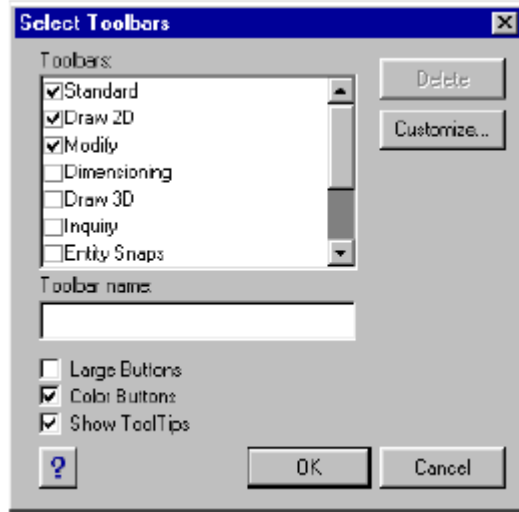 Select Toolbars
Toolbars:
Standard
Draw 2D
Modify
Dimensioning
Draw 3D
Inquiry
Entity Snaps
Delete
Customize...
Toolbar name:
Large Buttons
Color Buttons
Show ToolTips
?
OK
Cancel